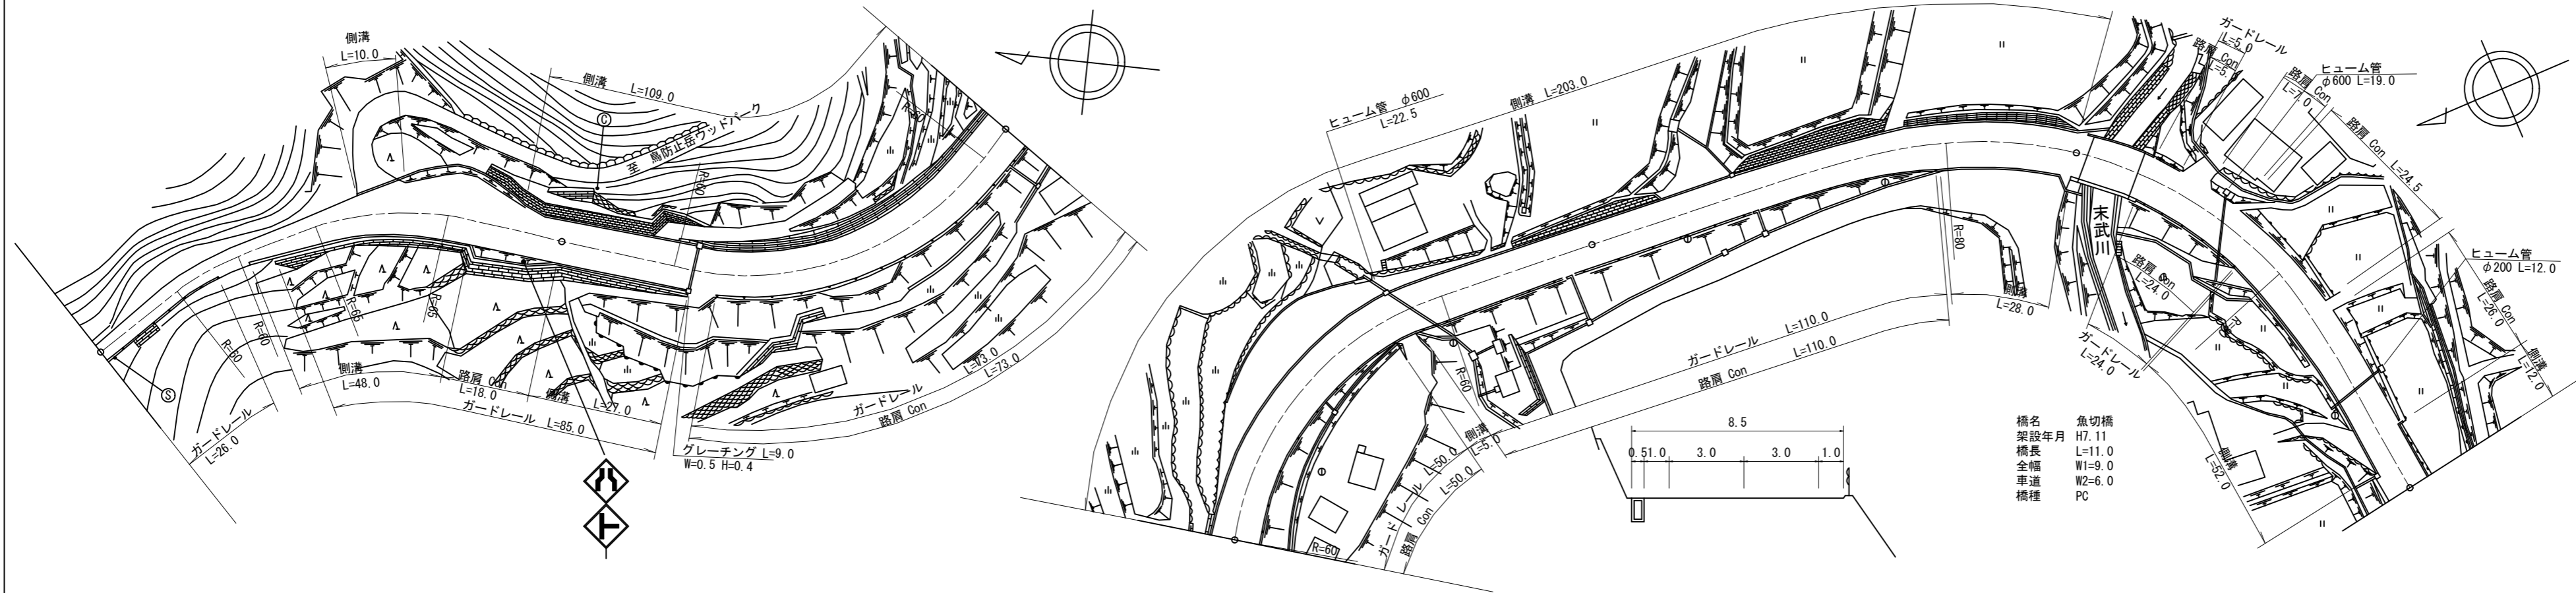 側溝
L=10.0
側溝 L=109.0
Ⓒ
至 鳥防止岳ウッドパーク
R=60
R=60
R=60
R=65
R=65
Ⓢ
側溝
L=48.0
路肩 Con
L=18.0
側溝
L=27.0
ガードレール
L=26.0
ガードレール L=85.0
グレーチング L=9.0
W=0.5 H=0.4
L=73.0
L=73.0
ガードレール
路肩 Con
ヒューム管 φ600
L=22.5
側溝 L=203.0
ガードレール
L=5.0
路肩 Con
ヒューム管
φ600 L=19.0
路肩 Con
L=7.0
路肩 Con L=24.5
ヒューム管
φ200 L=12.0
路肩 Con
L=26.0
側溝
L=12.0
R=80
末武川
側溝
L=28.0
路肩 Con
L=24.0
ガードレール
L=24.0
側溝
L=52.0
ガードレール L=110.0
路肩 Con L=110.0
R=60
側溝
L=5.0
ガードレール L=50.0
路肩 Con L=50.0
R=60
8.5
0.5 1.0 3.0 3.0 1.0
橋名 魚切橋
架設年月 H7.11
橋長 L=11.0
全幅 W1=9.0
車道 W2=6.0
橋種 PC